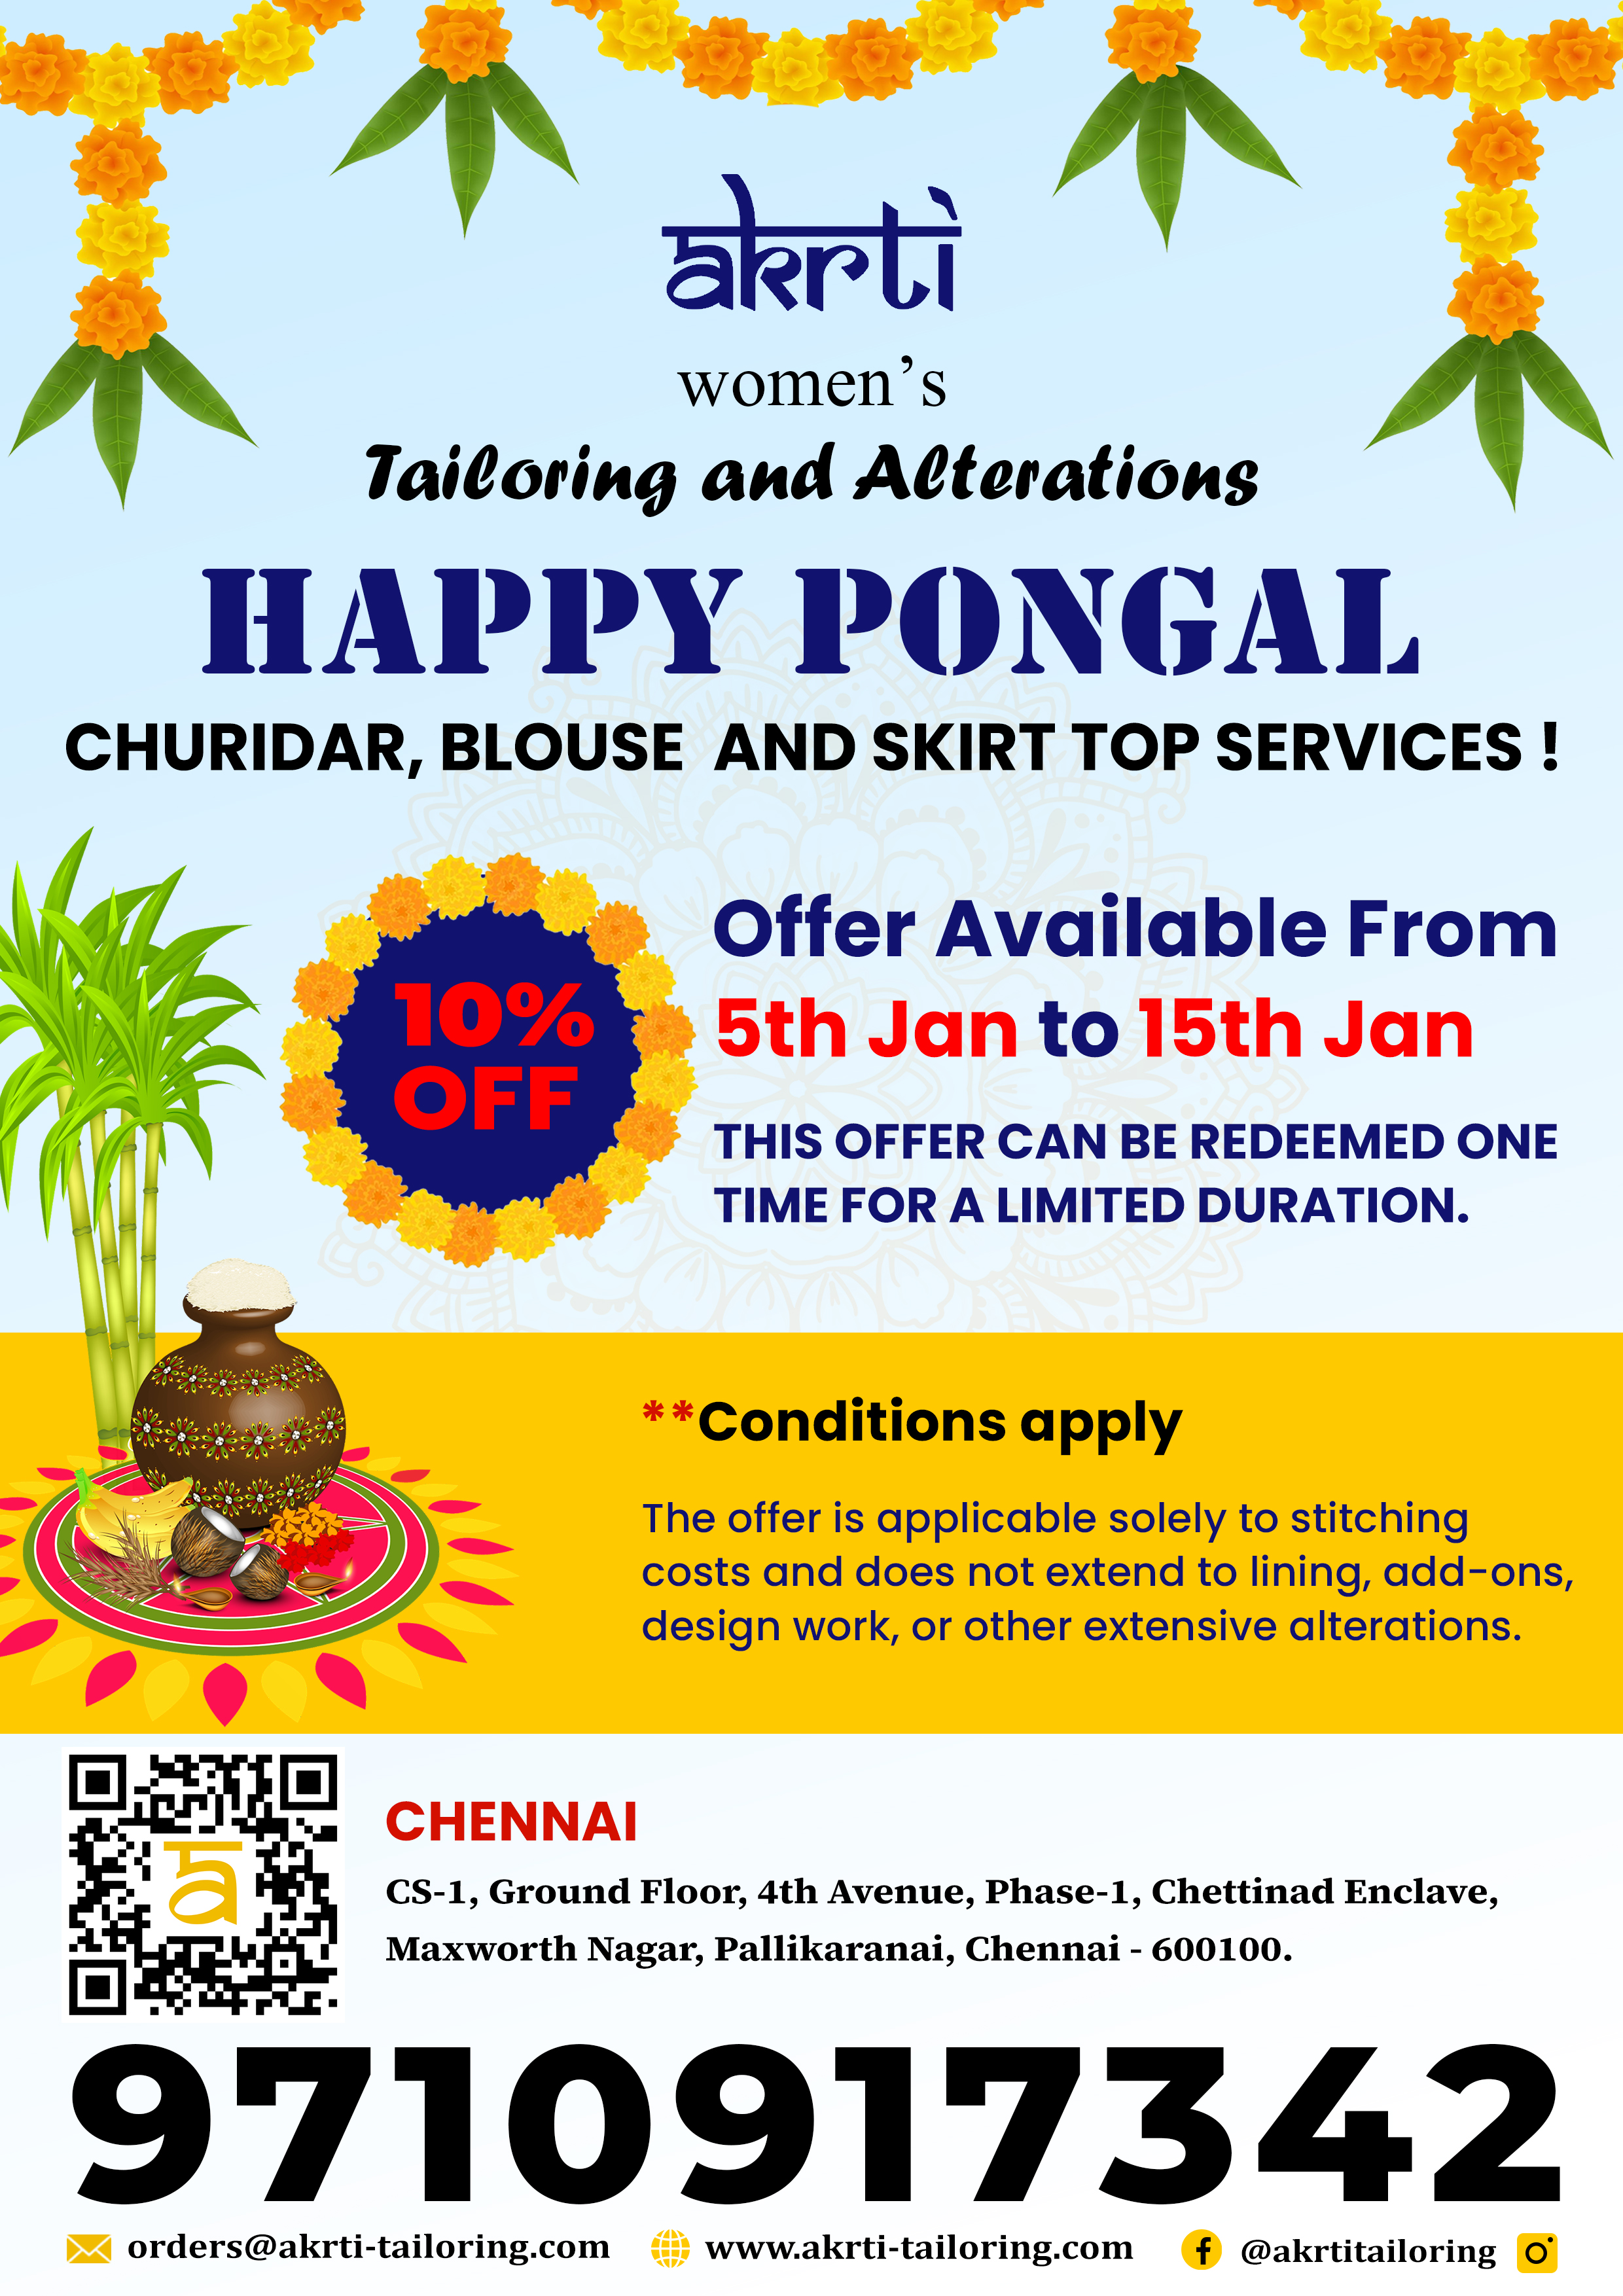 akrti
women’s
Tailoring and Alterations
HAPPY PONGAL
CHURIDAR, BLOUSE AND SKIRT TOP SERVICES !
10%
OFF
Offer Available From
5th Jan to 15th Jan
THIS OFFER CAN BE REDEEMED ONE
TIME FOR A LIMITED DURATION.
**Conditions apply
The offer is applicable solely to stitching
costs and does not extend to lining, add-ons,
design work, or other extensive alterations.
a
CHENNAI
CS-1, Ground Floor, 4th Avenue, Phase-1, Chettinad Enclave,
Maxworth Nagar, Pallikaranai, Chennai - 600100.
9710917342
orders@akrti-tailoring.com www.akrti-tailoring.com @akrtitailoring